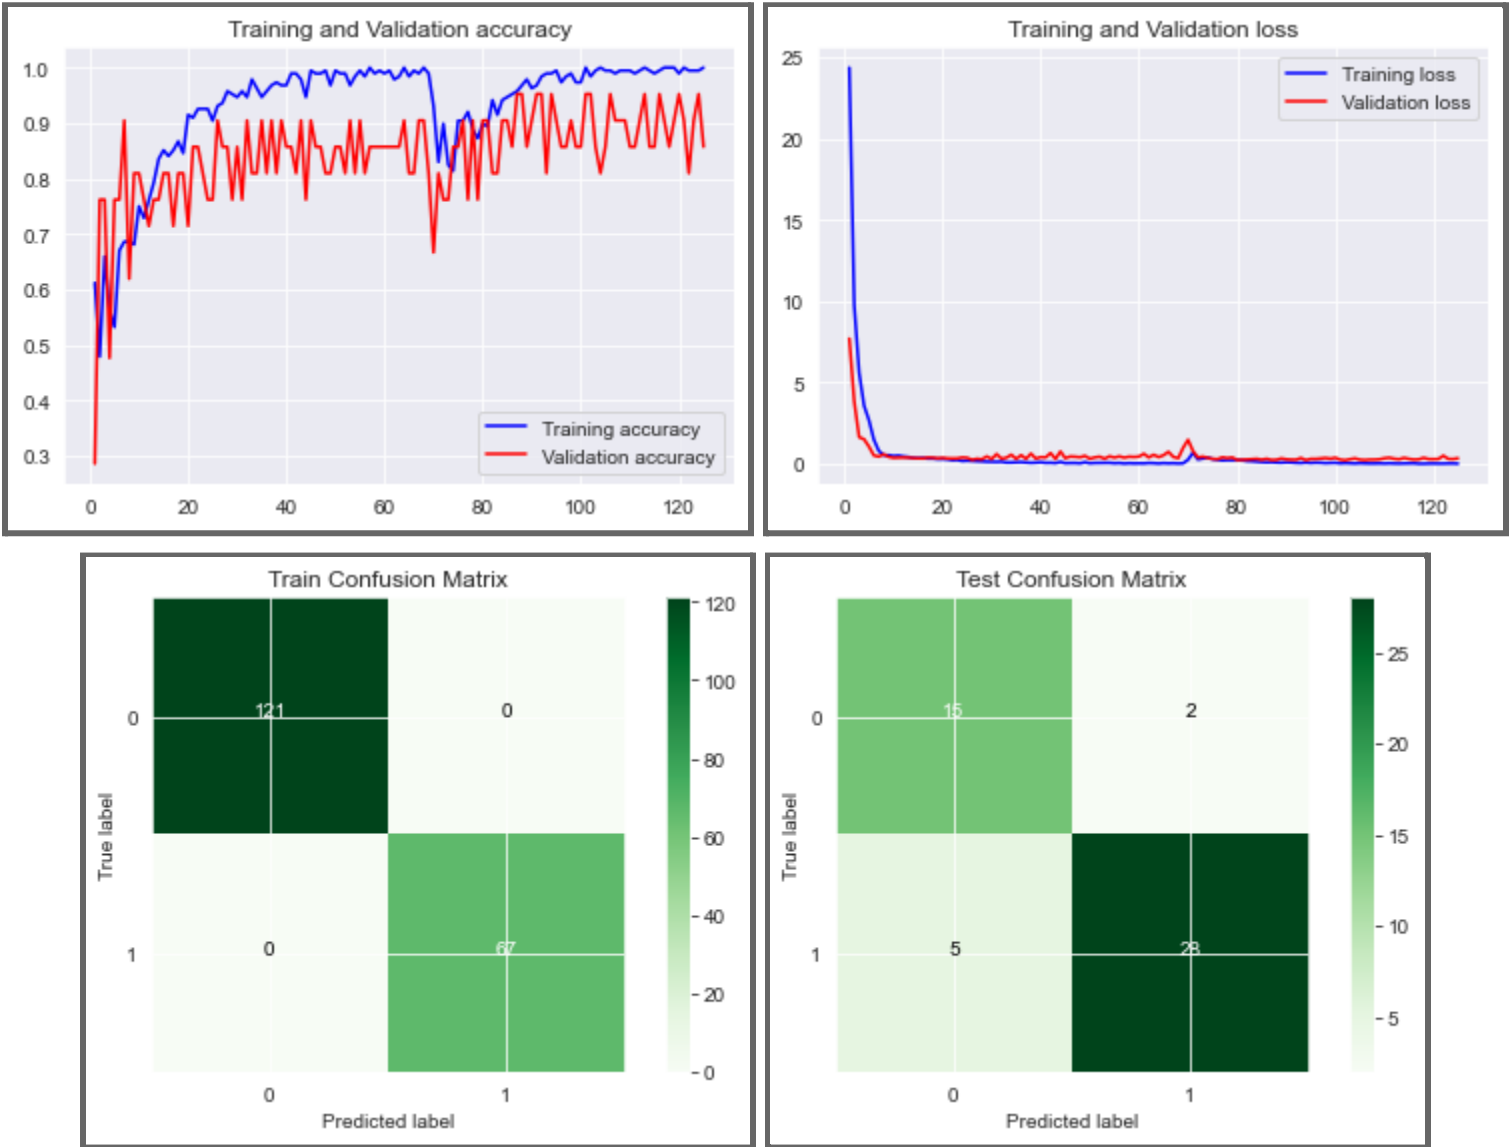 Training and Validation accuracy
1.0
0.9
0.8
0.7
0.6
0.5
0.4
0.3
0 20 40 60 80 100 120
Training accuracy
Validation accuracy
Training and Validation loss
25
20
15
10
5
0
0 20 40 60 80 100 120
Training loss
Validation loss
Train Confusion Matrix
True label
0
1
121 0
0 67
0 1
Predicted label
120
100
80
60
40
20
0
Test Confusion Matrix
True label
0
1
15 2
5 28
0 1
Predicted label
25
20
15
10
5